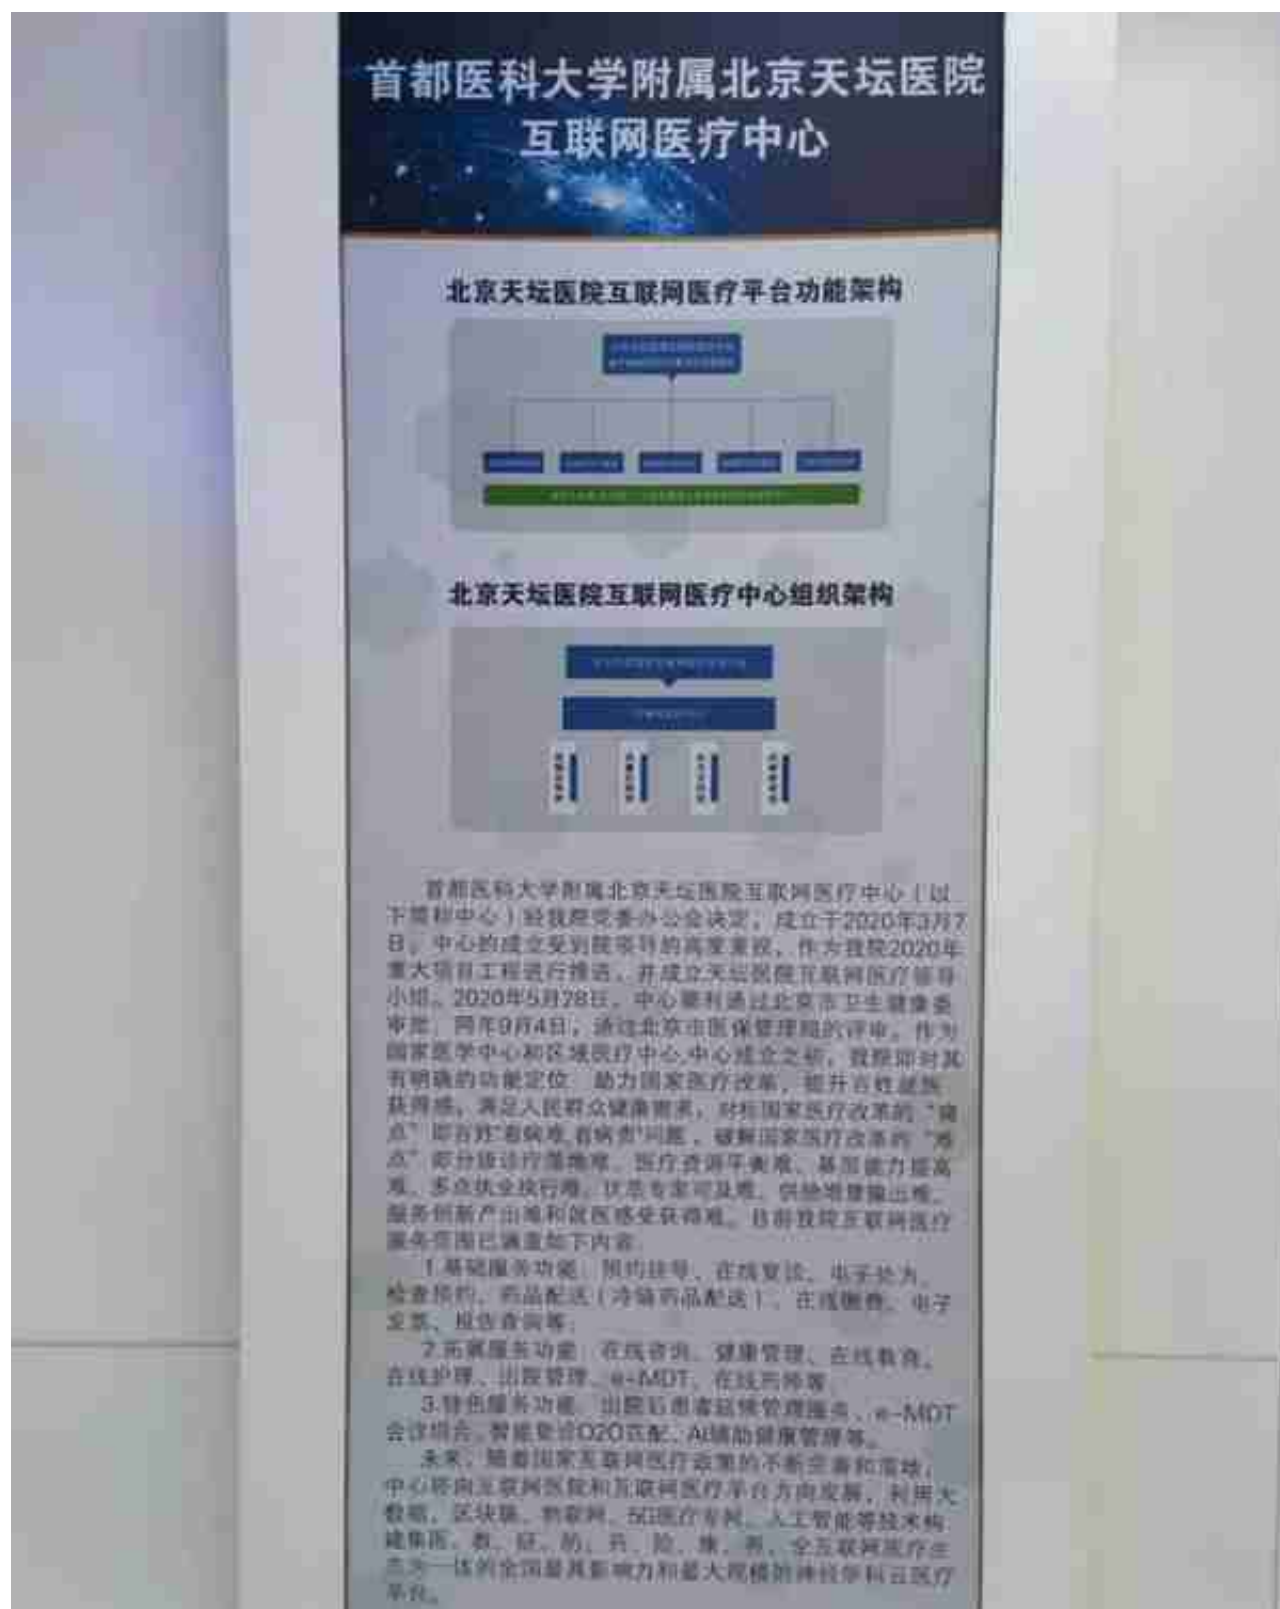 首都医科大学附属北京天坛医院
互联网医疗中心
北京天坛医院互联网医疗平台功能架构
北京天坛医院互联网医疗中心组织架构
首都医科大学附属北京天坛医院互联网医疗中心（以
下简称中心）经我院党委办公会决定，成立于2020年3月7
日。中心的成立受到院领导的高度重视，作为我院2020年
重大项目工程进行推进，并成立天坛医院互联网医疗领导
小组。2020年5月28日，中心顺利通过北京市卫生健康委
审批，同年9月4日，通过北京市医保管理局的评审。作为
国家医学中心和区域医疗中心,中心成立之初，我院即对其
有明确的功能定位：助力国家医疗改革，提升百姓就医
获得感，满足人民群众健康需求，对标国家医疗改革的“痛
点”即百姓“看病难,看病贵”问题，破解国家医疗改革的“难
点”即分级诊疗落地难、医疗资源平衡难、基层能力提高
难、多点执业执行难、优质专家可及难、供给增量输出难、
服务创新产出难和就医感受获得难。目前我院互联网医疗
服务范围已涵盖如下内容：
1.基础服务功能：预约挂号、在线复诊、电子处方、
检查预约、药品配送（冷链药品配送）、在线缴费、电子
发票、报告查询等；
2.拓展服务功能：在线咨询、健康管理、在线教育、
在线护理、出院管理、e-MDT、在线药师等；
3.特色服务功能：出院后患者延续管理服务、e-MDT
会诊组合、智能复诊O2O匹配、AI辅助健康管理等。
未来，随着国家互联网医疗政策的不断完善和落地，
中心将向互联网医院和互联网医疗平台方向发展，利用大
数据、区块链、物联网、5G医疗专网、人工智能等技术构
建集医、教、研、防、药、险、康、养、全互联网医疗生
态为一体的全国最具影响力和最大规模的神经学科云医疗
平台。